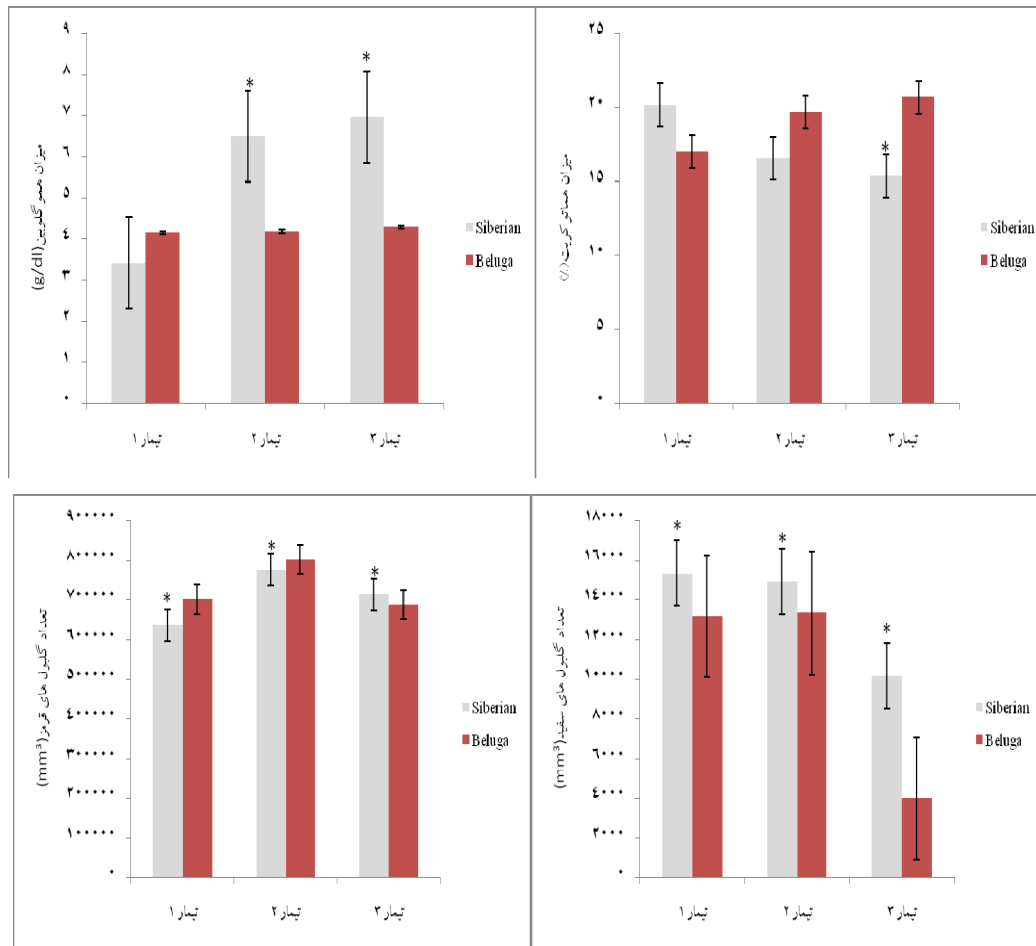 میزان هموگلوبین(g/dl)
۹
۸
۷
۶
۵
۴
۳
۲
۱
۰
*
*
تیمار ۱
تیمار ۲
تیمار ۳
Siberian
Beluga
میزان هماتوکریت(٪)
۲۵
۲۰
۱۵
۱۰
۵
۰
*
تیمار ۱
تیمار ۲
تیمار ۳
Siberian
Beluga
تعداد گلبول های قرمز(mm³)
۹۰۰۰۰۰
۸۰۰۰۰۰
۷۰۰۰۰۰
۶۰۰۰۰۰
۵۰۰۰۰۰
۴۰۰۰۰۰
۳۰۰۰۰۰
۲۰۰۰۰۰
۱۰۰۰۰۰
۰
*
*
*
تیمار ۱
تیمار ۲
تیمار ۳
Siberian
Beluga
تعداد گلبول های سفید(mm³)
۱۸۰۰۰
۱۶۰۰۰
۱۴۰۰۰
۱۲۰۰۰
۱۰۰۰۰
۸۰۰۰
۶۰۰۰
۴۰۰۰
۲۰۰۰
۰
*
*
*
تیمار ۱
تیمار ۲
تیمار ۳
Siberian
Beluga